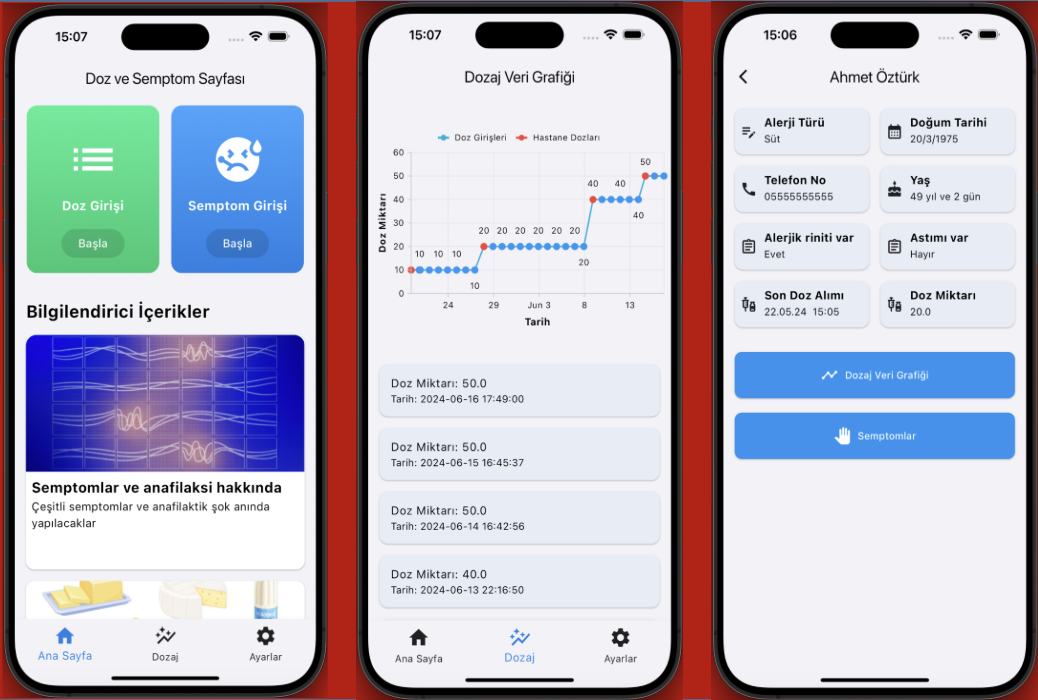 15:07
Doz ve Semptom Sayfası
Doz Girişi
Başla
Semptom Girişi
Başla
Bilgilendirici İçerikler
Semptomlar ve anafilaksi hakkında
Çeşitli semptomlar ve anafilaktik şok anında
yapılacaklar
Ana Sayfa
Dozaj
Ayarlar
15:07
Dozaj Veri Grafiği
Doz Girişleri
Hastane Dozları
Doz Miktarı
60
50
40
30
20
10
0
10 10 10
10
20 20 20 20 20 20
20
40 40
40
50
24 29 Jun 3 8 13
Tarih
Doz Miktarı: 50.0
Tarih: 2024-06-16 17:49:00
Doz Miktarı: 50.0
Tarih: 2024-06-15 16:45:37
Doz Miktarı: 50.0
Tarih: 2024-06-14 16:42:56
Doz Miktarı: 40.0
Tarih: 2024-06-13 22:16:50
Ana Sayfa
Dozaj
Ayarlar
15:06
Ahmet Öztürk
Alerji Türü
Süt
Doğum Tarihi
20/3/1975
Telefon No
05555555555
Yaş
49 yıl ve 2 gün
Alerjik riniti var
Evet
Astımı var
Hayır
Son Doz Alımı
22.05.24 15:05
Doz Miktarı
20.0
Dozaj Veri Grafiği
Semptomlar